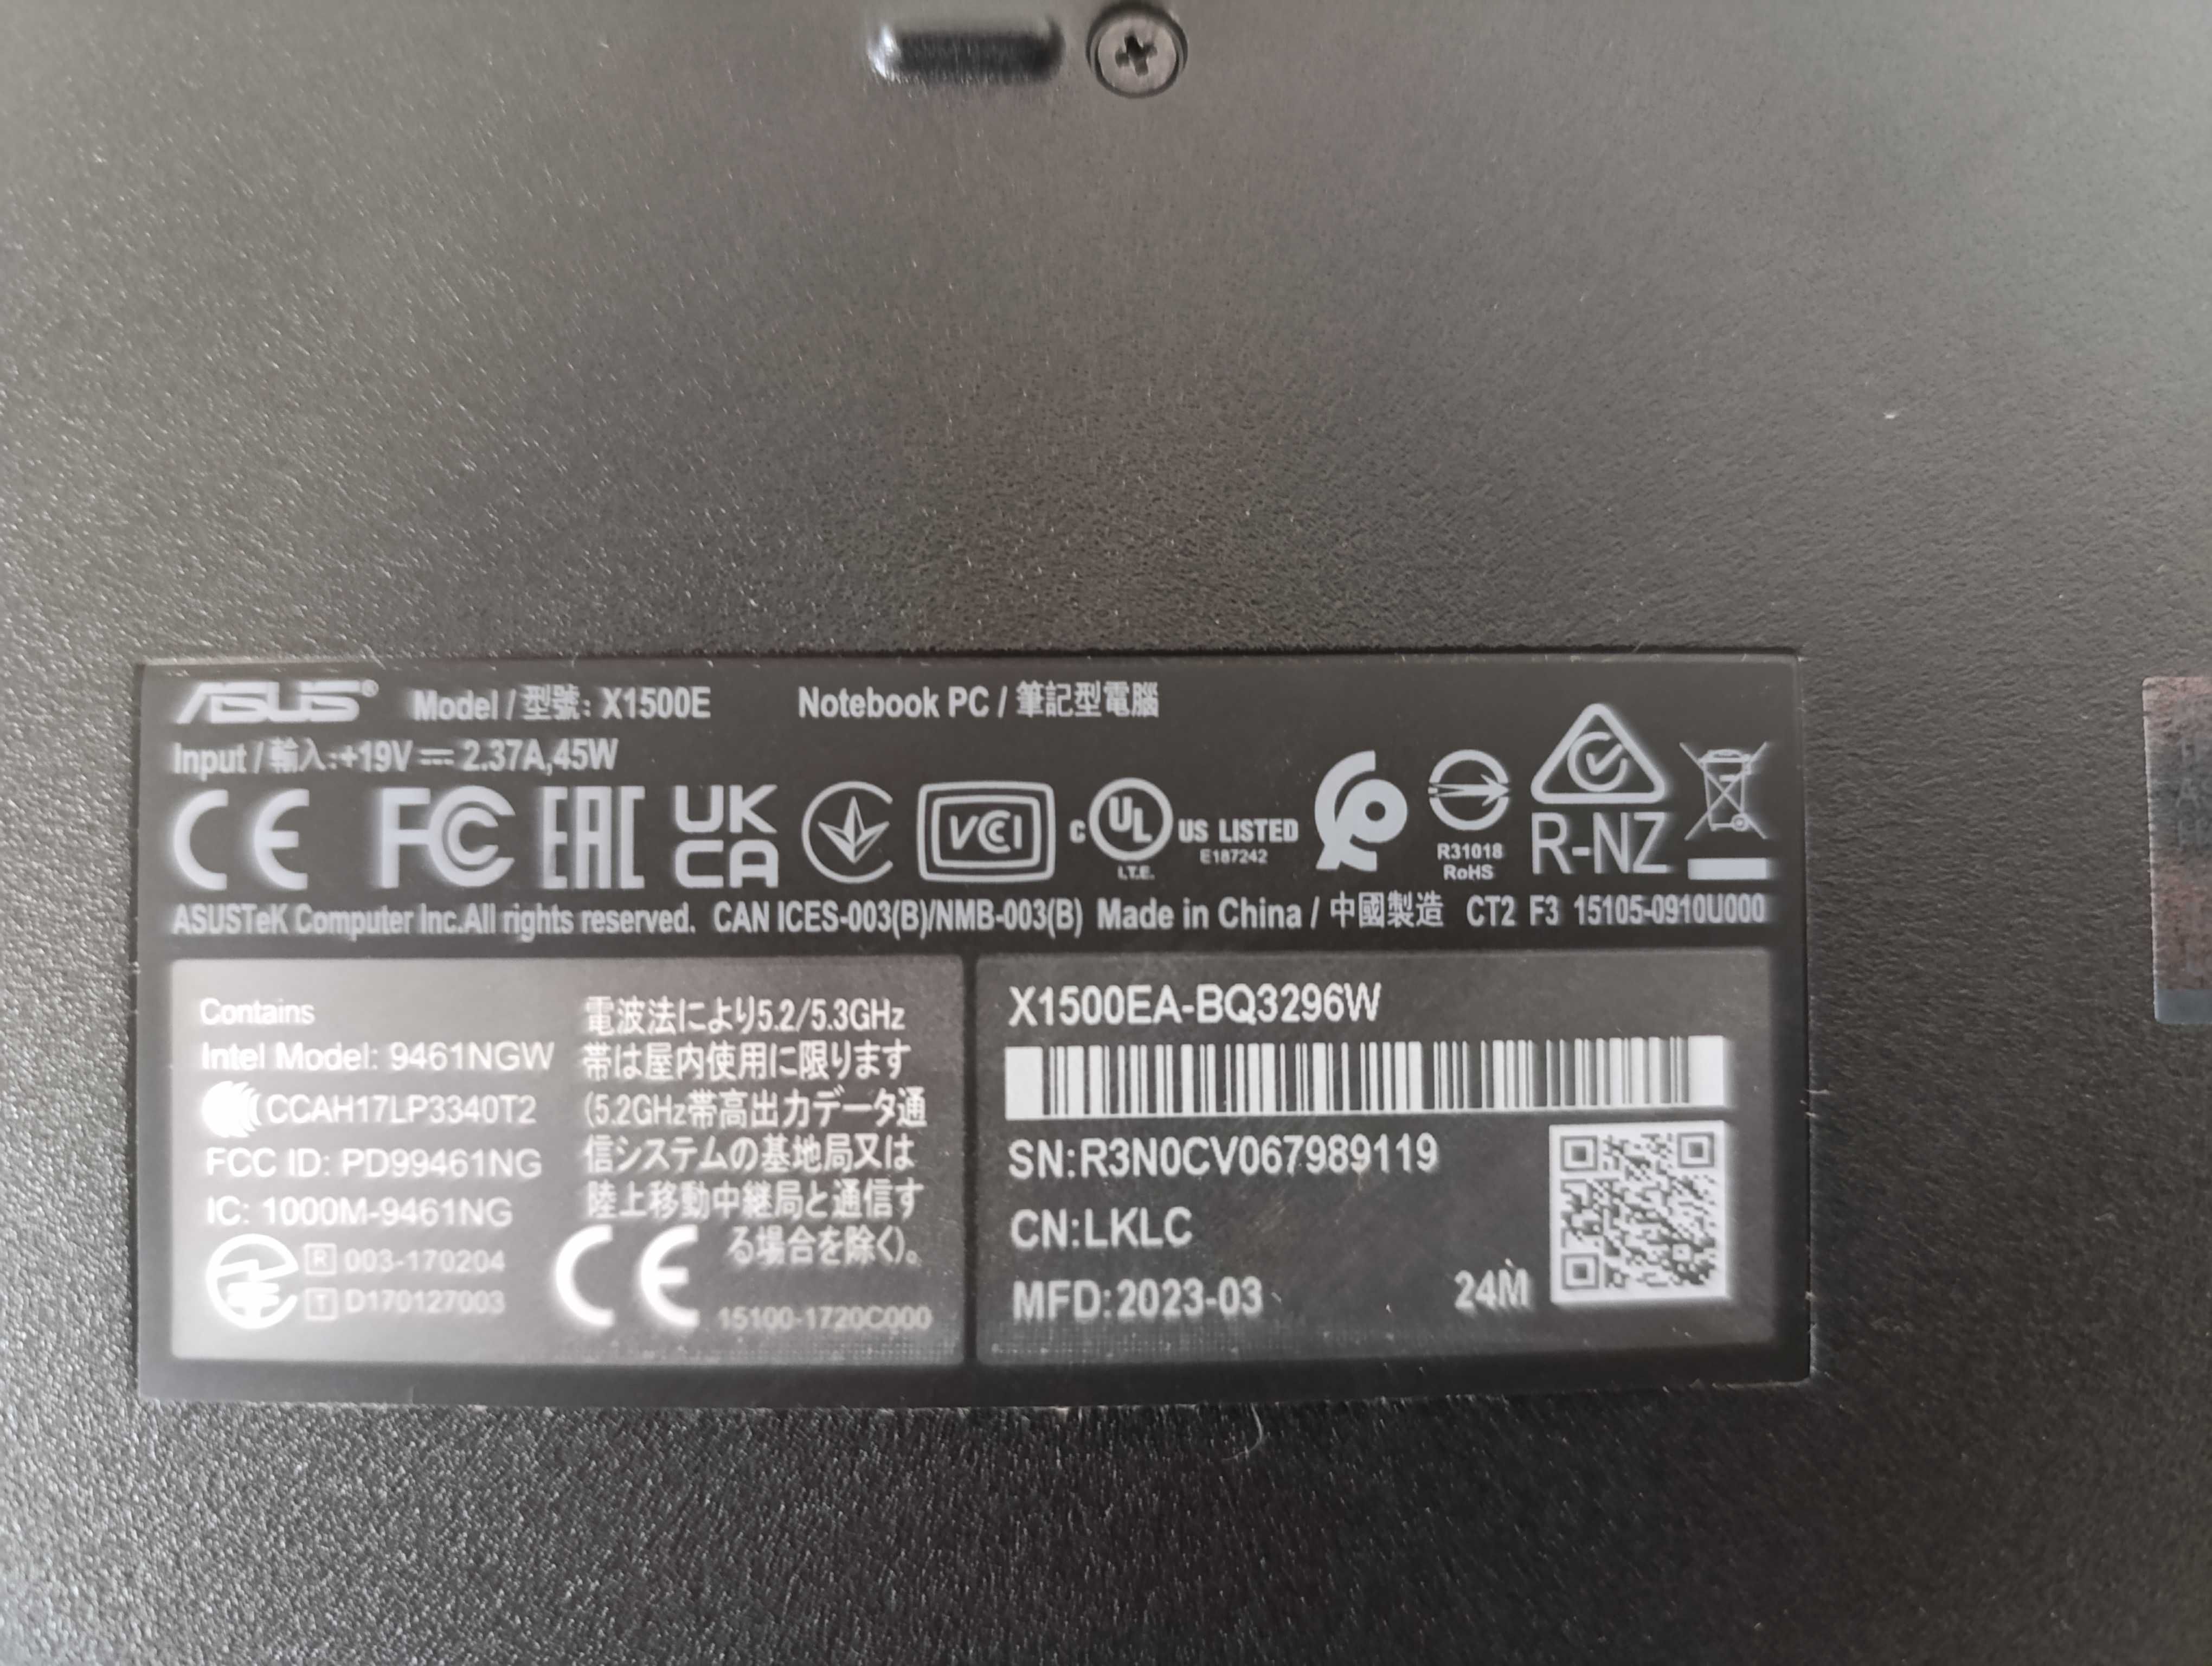 ASUS® Model / 型號: X1500E Notebook PC / 筆記型電腦
Input / 輸入:+19V ⎓ 2.37A,45W
CE FC EAC UK CA VCCI c UL US LISTED
I.T.E. E187242
R31018
RoHS
R-NZ
ASUSTeK Computer Inc.All rights reserved. CAN ICES-003(B)/NMB-003(B) Made in China / 中國製造 CT2 F3 15105-0910U000
Contains
Intel Model: 9461NGW
CCAH17LP3340T2
FCC ID: PD99461NG
IC: 1000M-9461NG
R 003-170204
T D170127003
電波法により5.2/5.3GHz
帯は屋内使用に限ります
(5.2GHz帯高出力データ通
信システムの基地局又は
陸上移動中継局と通信す
る場合を除く)。
CE 15100-1720C000
X1500EA-BQ3296W
SN:R3N0CV067989119
CN:LKLC
MFD:2023-03 24M